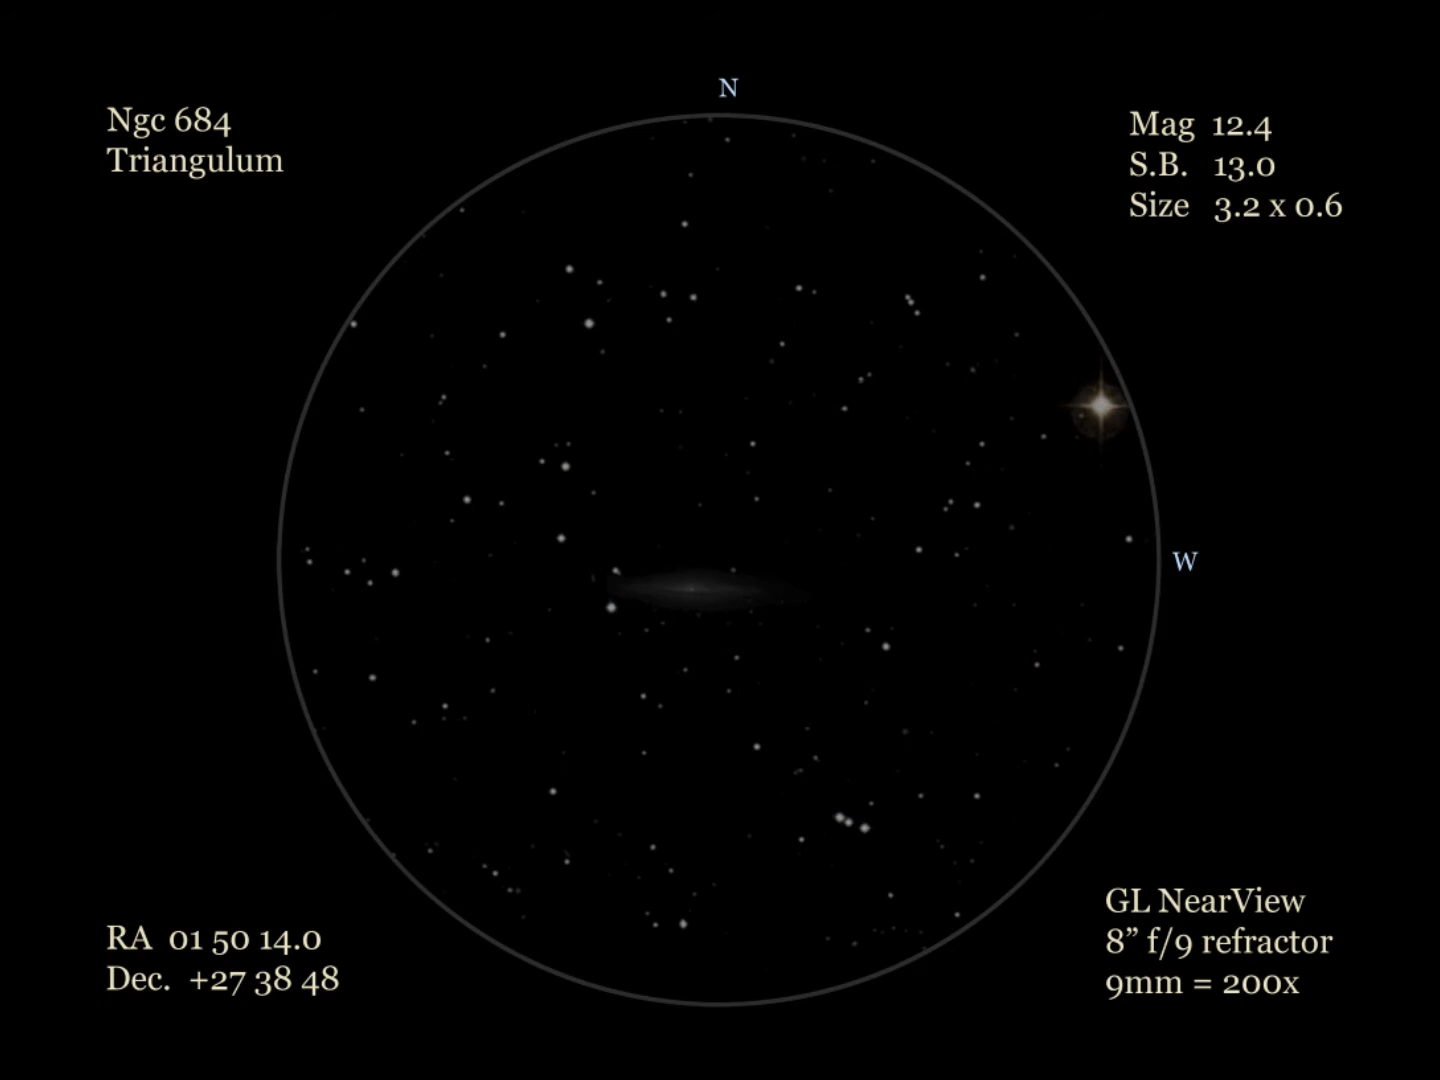 N
Ngc 684
Triangulum
Mag 12.4
S.B. 13.0
Size 3.2 x 0.6
W
RA 01 50 14.0
Dec. +27 38 48
GL NearView
8” f/9 refractor
9mm = 200x